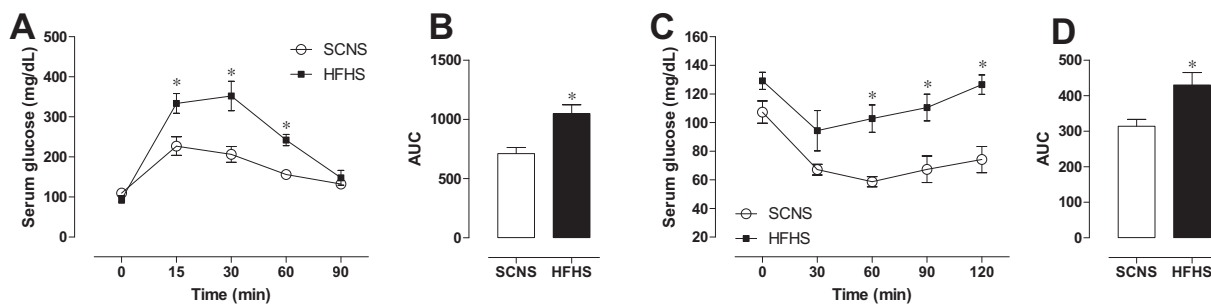 A
Serum glucose (mg/dL)
500
400
300
200
100
0
*
*
*
SCNS
HFHS
0 15 30 60 90
Time (min)
B
AUC
1500
1000
500
0
*
SCNS HFHS
C
Serum glucose (mg/dL)
160
140
120
100
80
60
40
20
*
*
*
SCNS
HFHS
0 30 60 90 120
Time (min)
D
AUC
500
400
300
200
100
0
*
SCNS HFHS